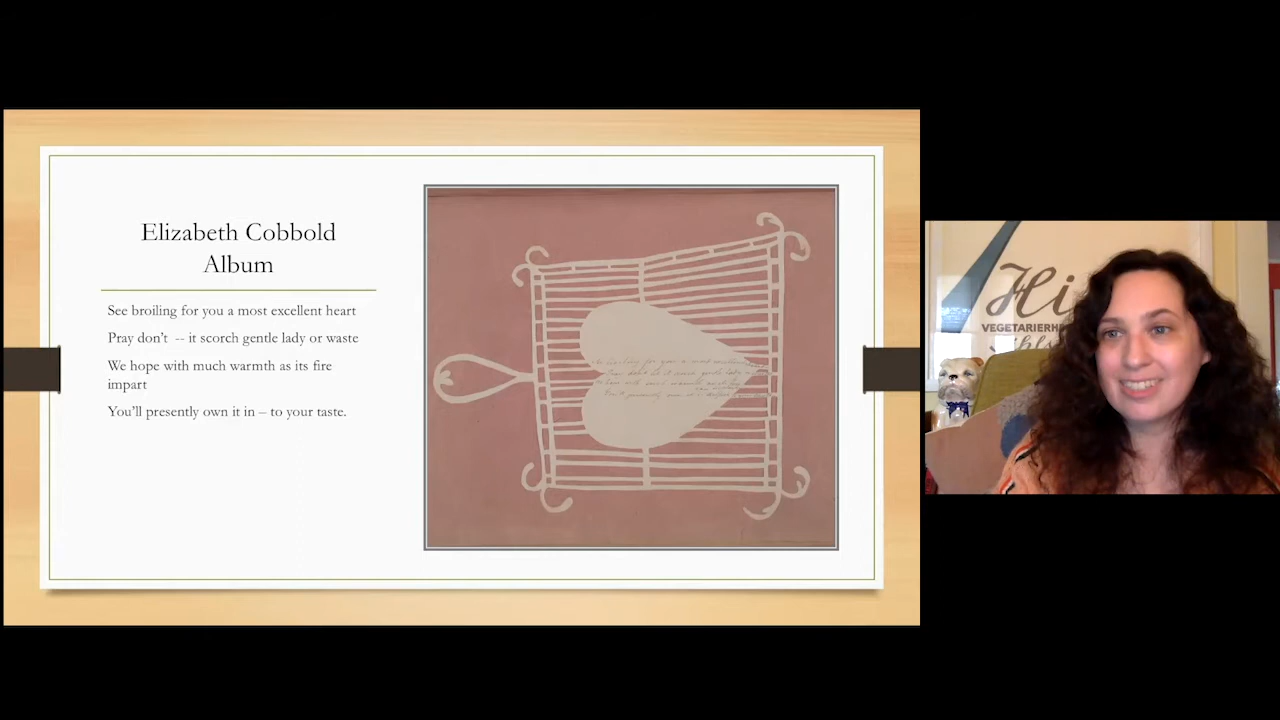 Elizabeth Cobbold
Album
See broiling for you a most excellent heart
Pray don't -- it scorch gentle lady or waste
We hope with much warmth as its fire
impart
You'll presently own it in – to your taste.
Hi
VEGETARIERH